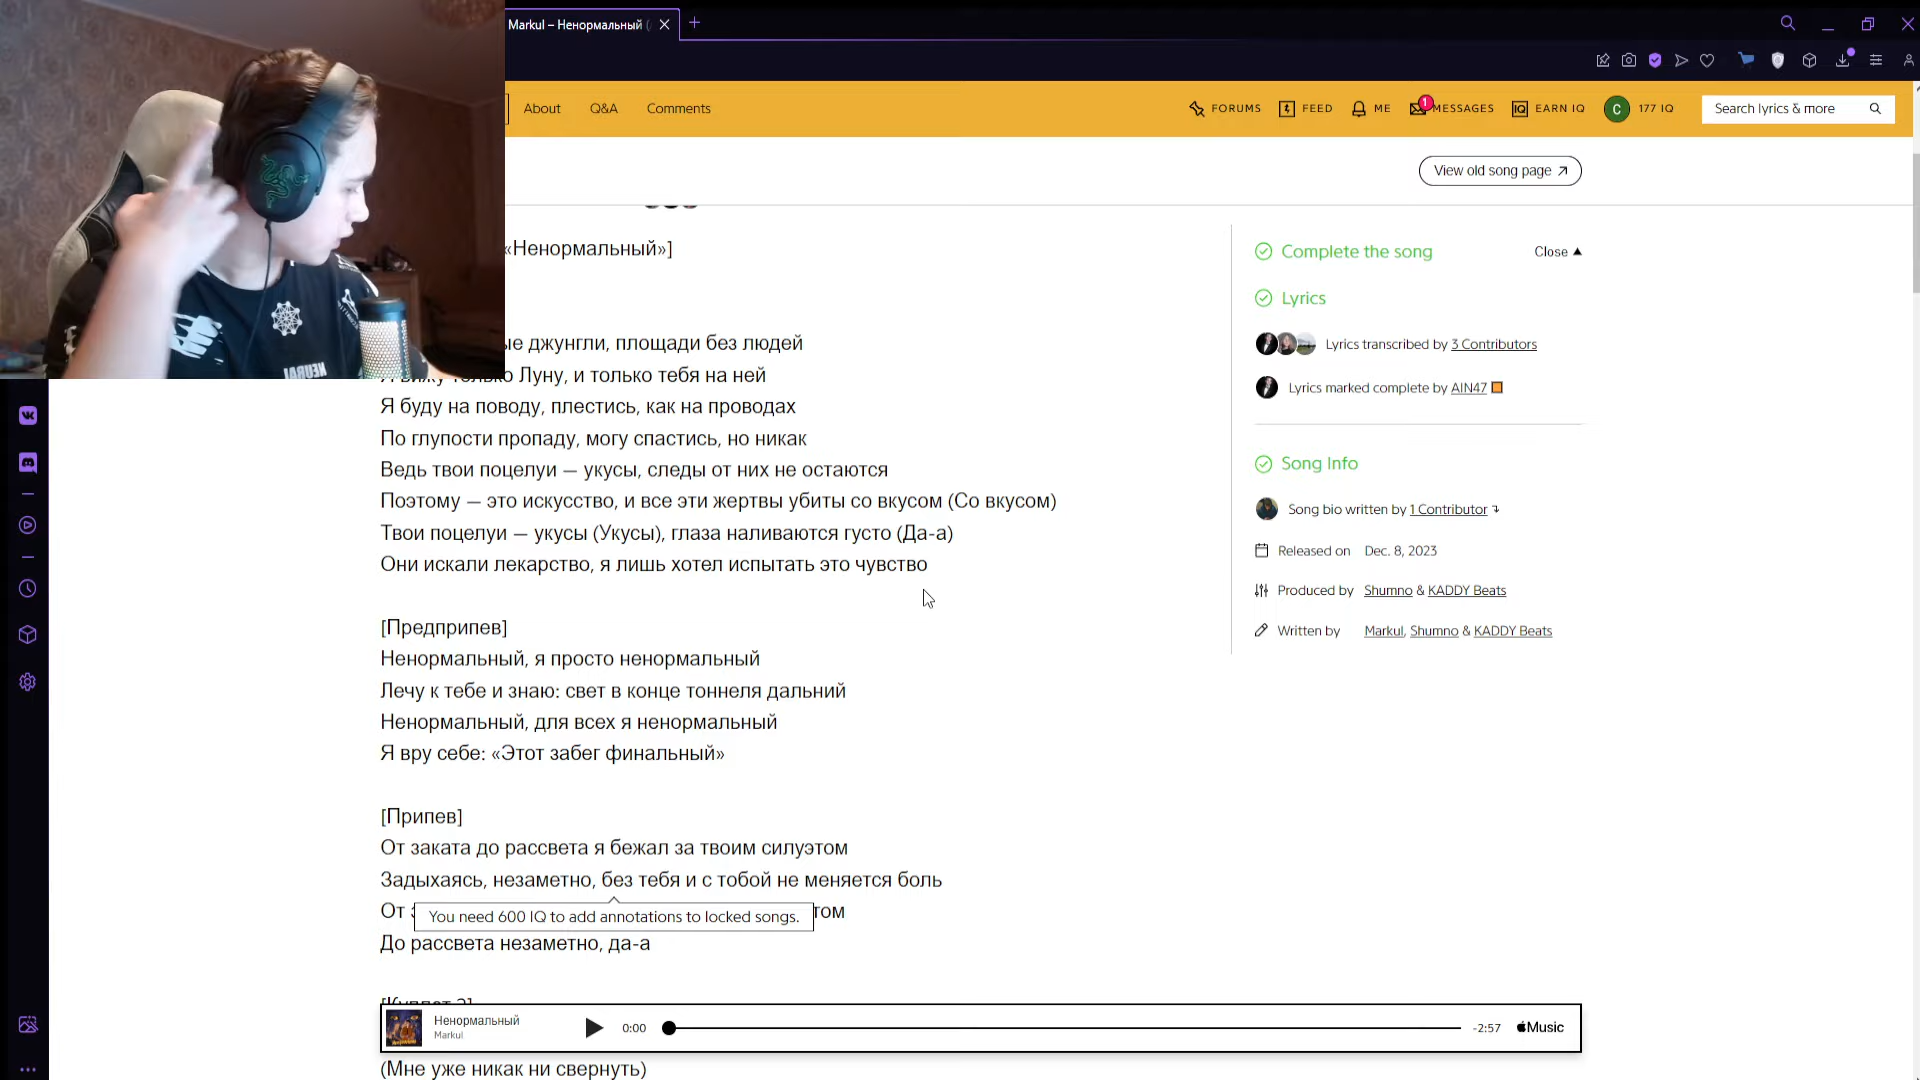 Markul – Ненормальный (
About
Q&A
Comments
FORUMS
FEED
ME
1
MESSAGES
IQ
EARN IQ
C
177 IQ
Search lyrics & more
View old song page
«Ненормальный»]
джунгли, площади без людей
Луну, и только тебя на ней
Я буду на поводу, плестись, как на проводах
По глупости пропаду, могу спастись, но никак
Ведь твои поцелуи — укусы, следы от них не остаются
Поэтому — это искусство, и все эти жертвы убиты со вкусом (Со вкусом)
Твои поцелуи — укусы (Укусы), глаза наливаются густо (Да-а)
Они искали лекарство, я лишь хотел испытать это чувство
[Предприпев]
Ненормальный, я просто ненормальный
Лечу к тебе и знаю: свет в конце тоннеля дальний
Ненормальный, для всех я ненормальный
Я вру себе: «Этот забег финальный»
[Припев]
От заката до рассвета я бежал за твоим силуэтом
Задыхаясь, незаметно, без тебя и с тобой не меняется боль
От
You need 600 IQ to add annotations to locked songs.
До рассвета незаметно, да-а
(Мне уже никак ни свернуть)
Complete the song
Close
Lyrics
Lyrics transcribed by 3 Contributors
Lyrics marked complete by AIN47
Song Info
Song bio written by 1 Contributor
Released on Dec. 8, 2023
Produced by Shumno & KADDY Beats
Written by Markul, Shumno & KADDY Beats
Ненормальный
Markul
0:00
-2:57
Music